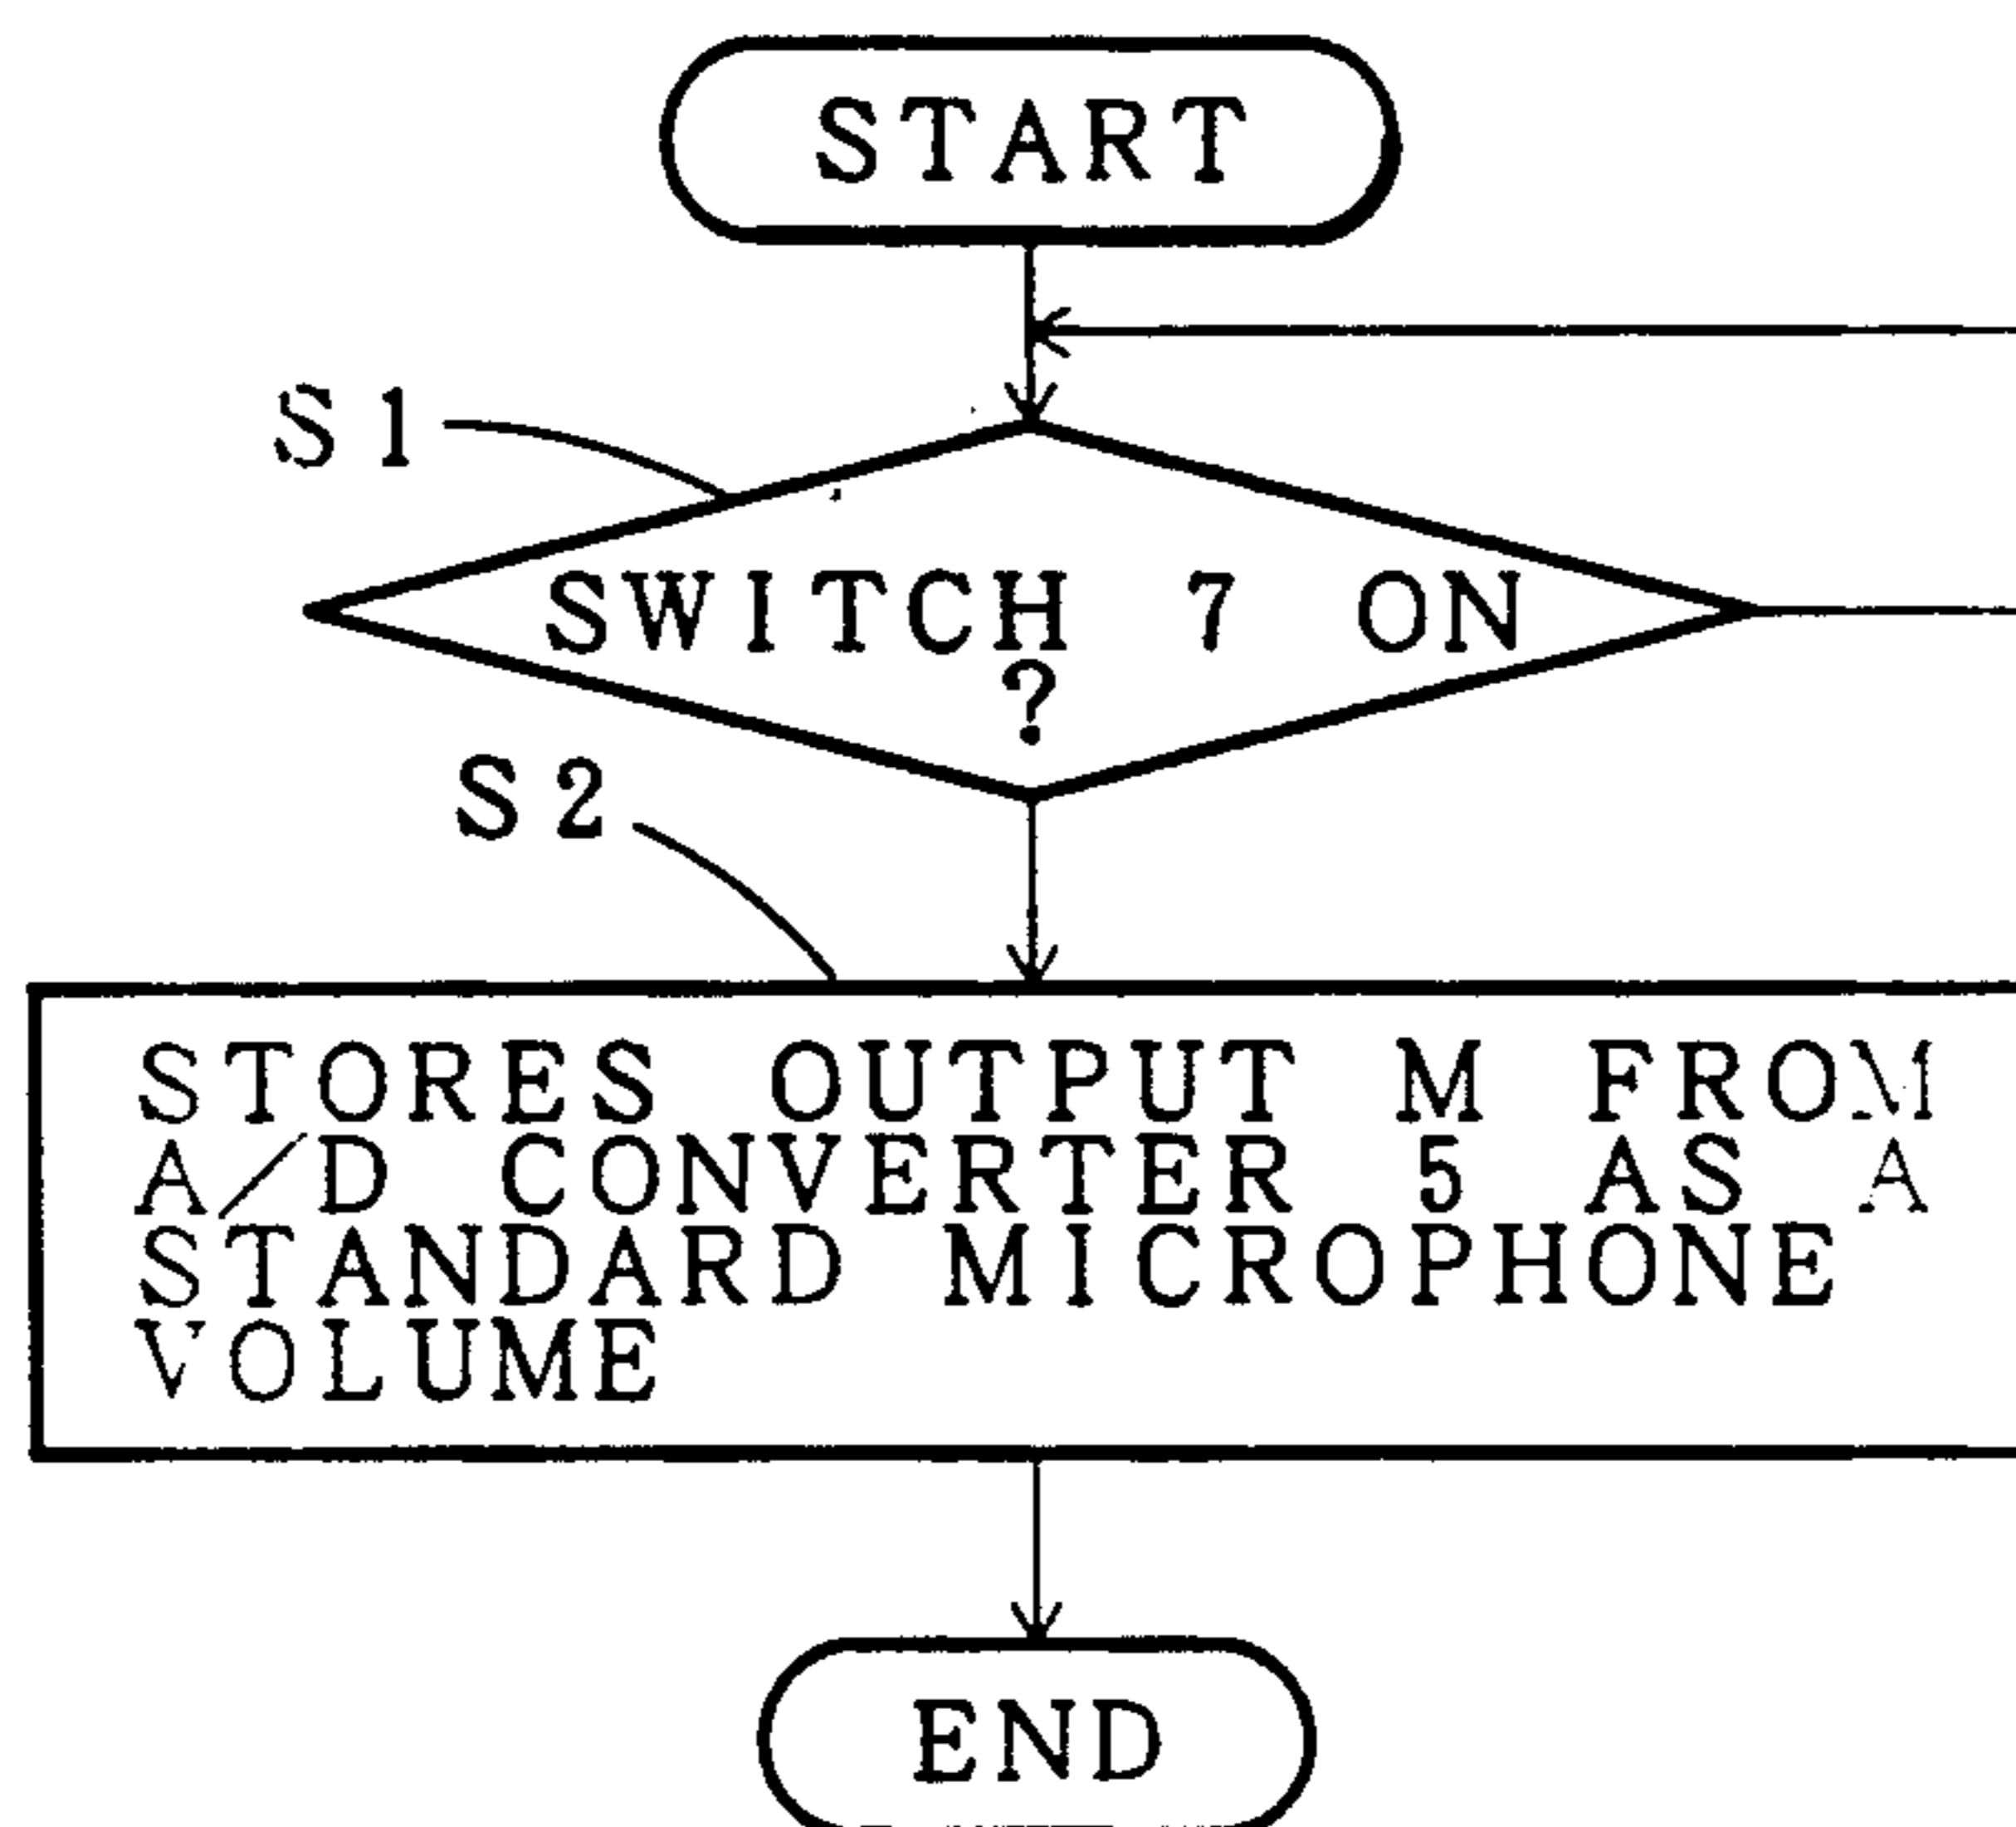 START
S1
SWITCH 7 ON
?
S2
STORES OUTPUT M FROM
A/D CONVERTER 5 AS A
STANDARD MICROPHONE
VOLUME
END